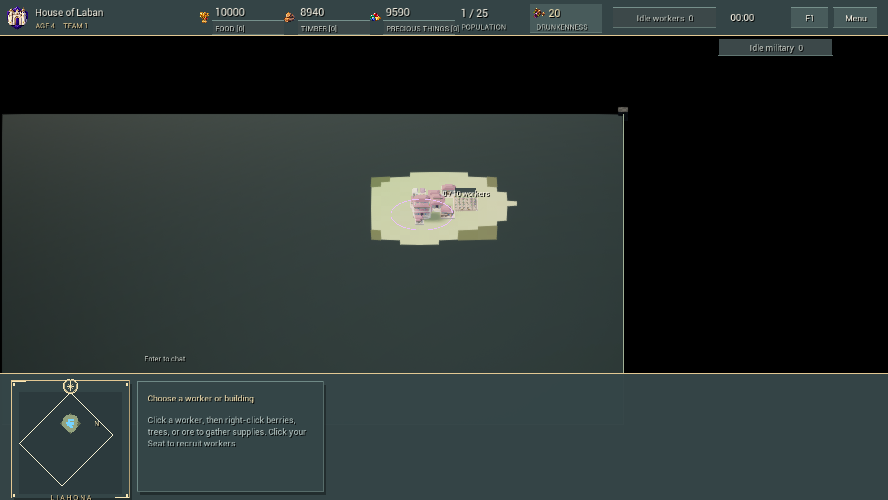 House of Laban
AGE 4 TEAM 1
10000
FOOD [0]
8940
TIMBER [0]
9590
PRECIOUS THINGS [0]
1 / 25
POPULATION
20
DRUNKENNESS
Idle workers 0
00:00
F1
Menu
Idle military 0
0 / 10 workers
Enter to chat
N
LIAHONA
Choose a worker or building
Click a worker, then right-click berries,
trees, or ore to gather supplies. Click your
Seat to recruit workers.